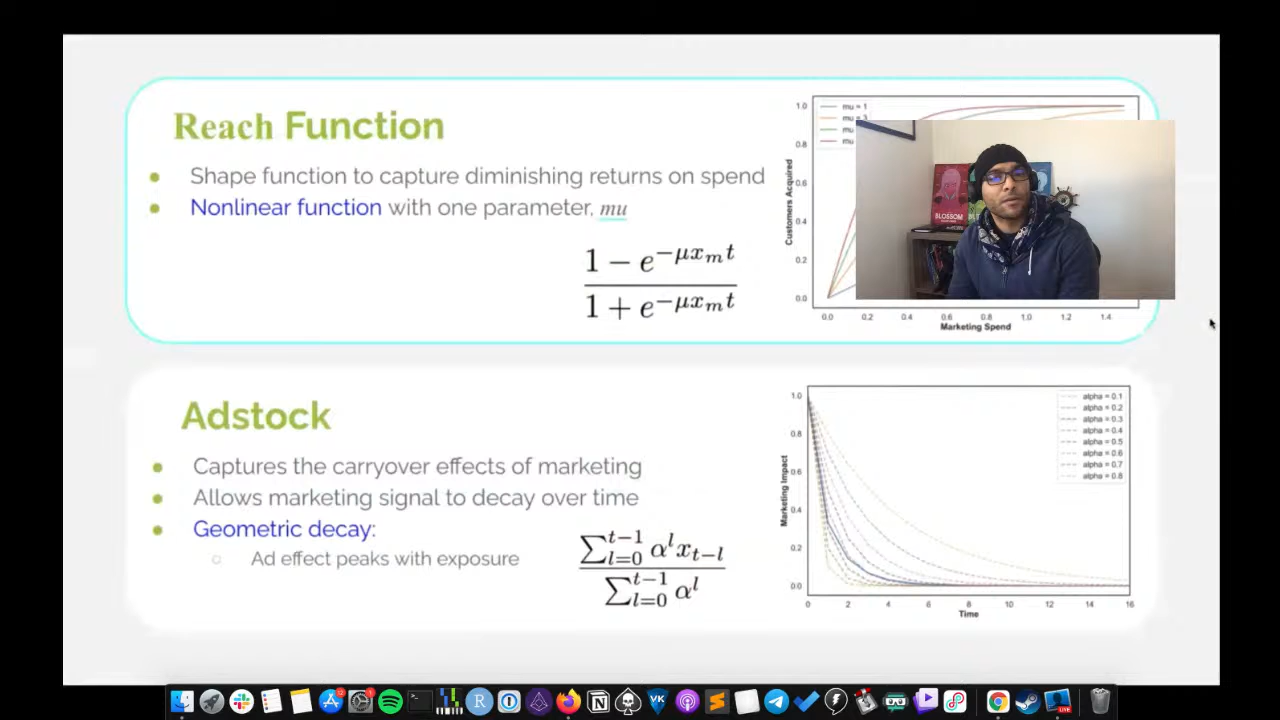 Reach Function
Shape function to capture diminishing returns on spend
Nonlinear function with one parameter, mu
1 − e^−μx_m t
1 + e^−μx_m t
1.0
0.8
0.6
0.4
0.2
0.0
Customers Acquired
mu = 1
mu = 3
mu
mu
BLOSSOM
0.0 0.2 0.4 0.6 0.8 1.0 1.2 1.4
Marketing Spend
Adstock
Captures the carryover effects of marketing
Allows marketing signal to decay over time
Geometric decay:
Ad effect peaks with exposure
∑_{l=0}^{t−1} α^l x_{t−l}
∑_{l=0}^{t−1} α^l
1.0
0.8
0.6
0.4
0.2
0.0
Marketing Impact
alpha = 0.1
alpha = 0.2
alpha = 0.3
alpha = 0.4
alpha = 0.5
alpha = 0.6
alpha = 0.7
alpha = 0.8
0 2 4 6 8 10 12 14 16
Time